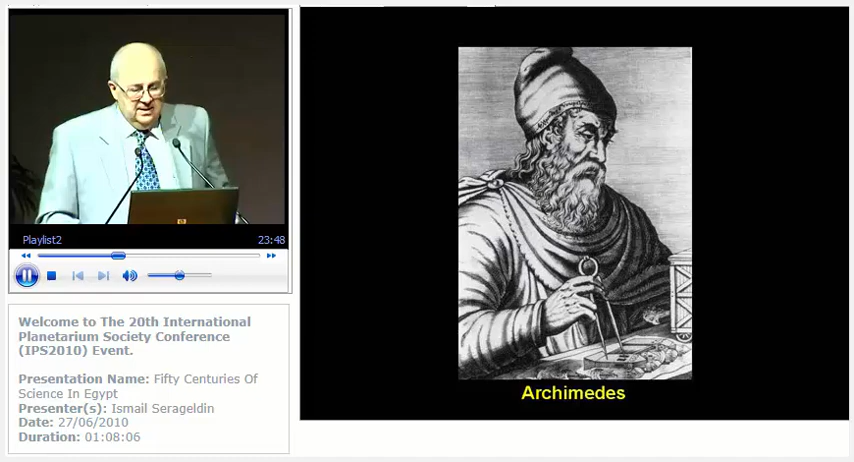 Playlist2 23:48
Welcome to The 20th International
Planetarium Society Conference
(IPS2010) Event.
Presentation Name: Fifty Centuries Of
Science In Egypt
Presenter(s): Ismail Serageldin
Date: 27/06/2010
Duration: 01:08:06
Archimedes